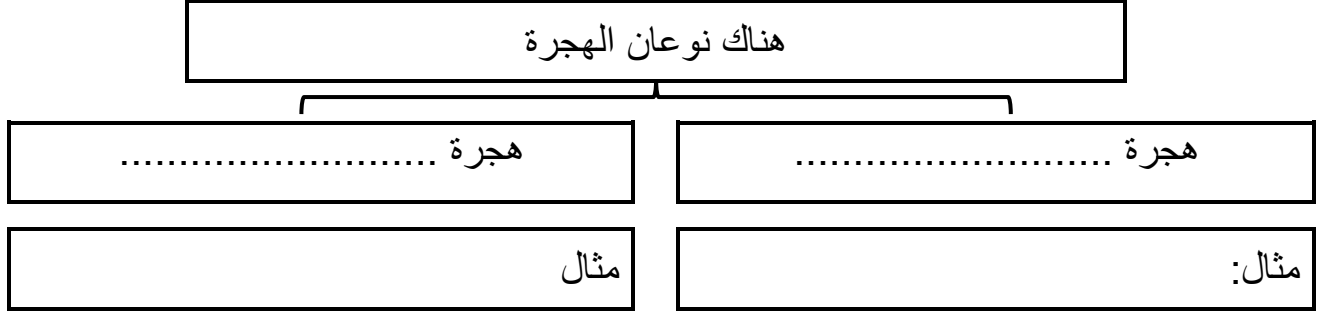 هناك نوعان الهجرة
هجرة ...........................
هجرة ...........................
مثال:
مثال